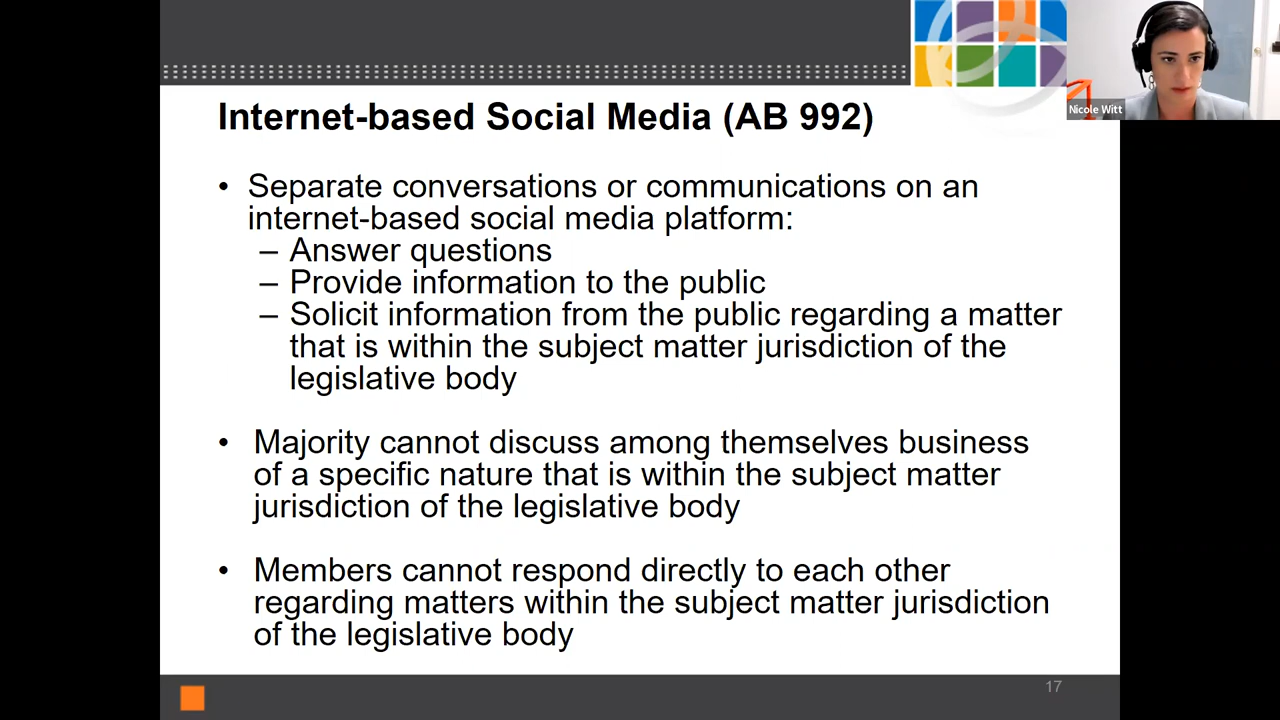 Nicole Witt
Internet-based Social Media (AB 992)
• Separate conversations or communications on an
internet-based social media platform:
– Answer questions
– Provide information to the public
– Solicit information from the public regarding a matter
that is within the subject matter jurisdiction of the
legislative body
• Majority cannot discuss among themselves business
of a specific nature that is within the subject matter
jurisdiction of the legislative body
• Members cannot respond directly to each other
regarding matters within the subject matter jurisdiction
of the legislative body
17